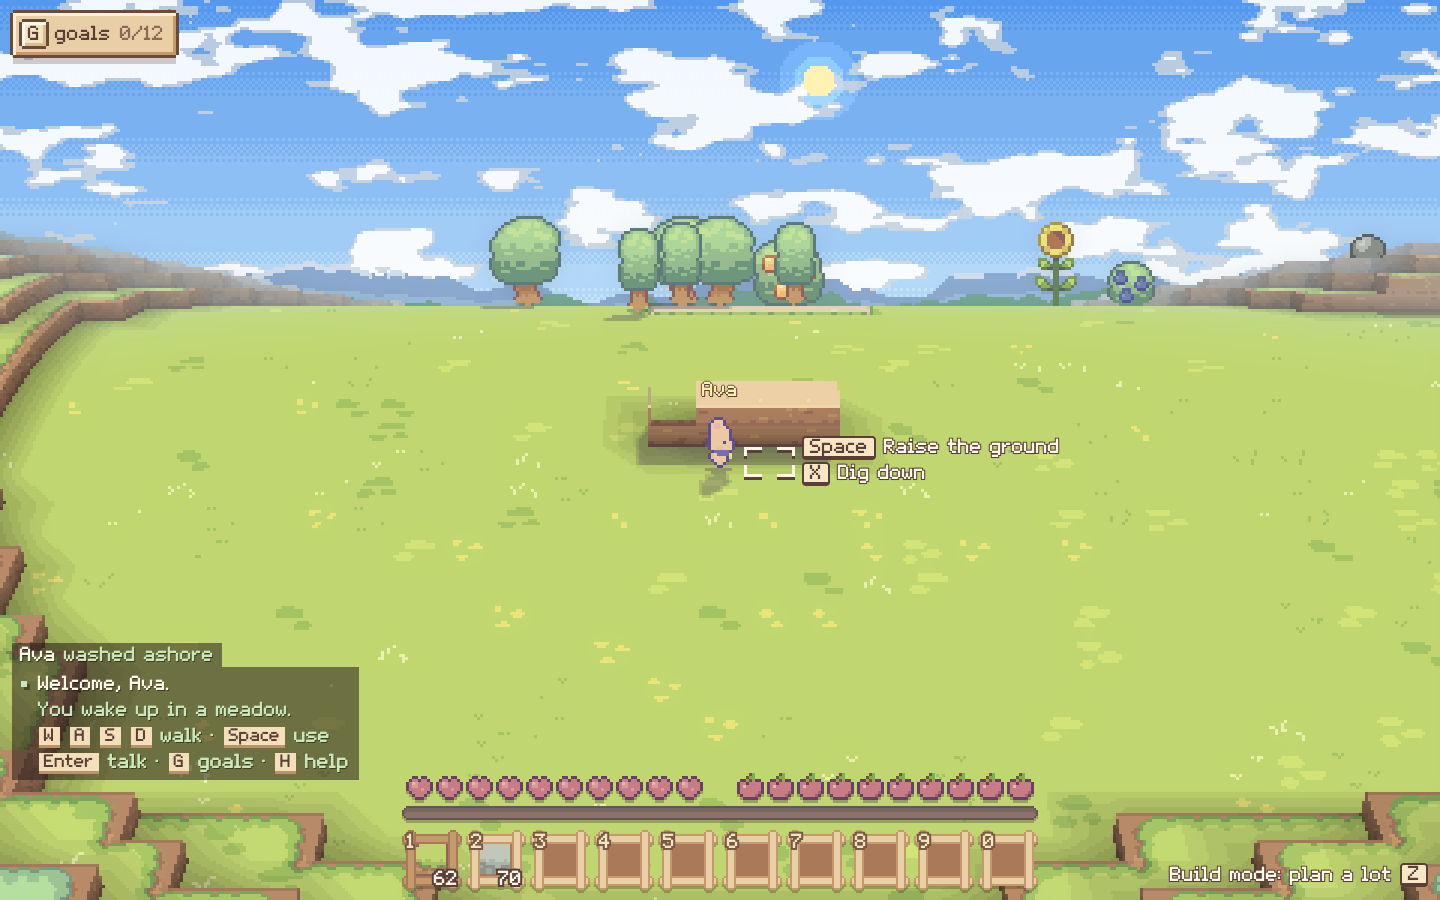 G goals 0/12
Ava
Space Raise the ground
X Dig down
Ava washed ashore
Welcome, Ava.
You wake up in a meadow.
W A S D walk · Space use
Enter talk · G goals · H help
1 2 3 4 5 6 7 8 9 0
62 70
Build mode: plan a lot Z